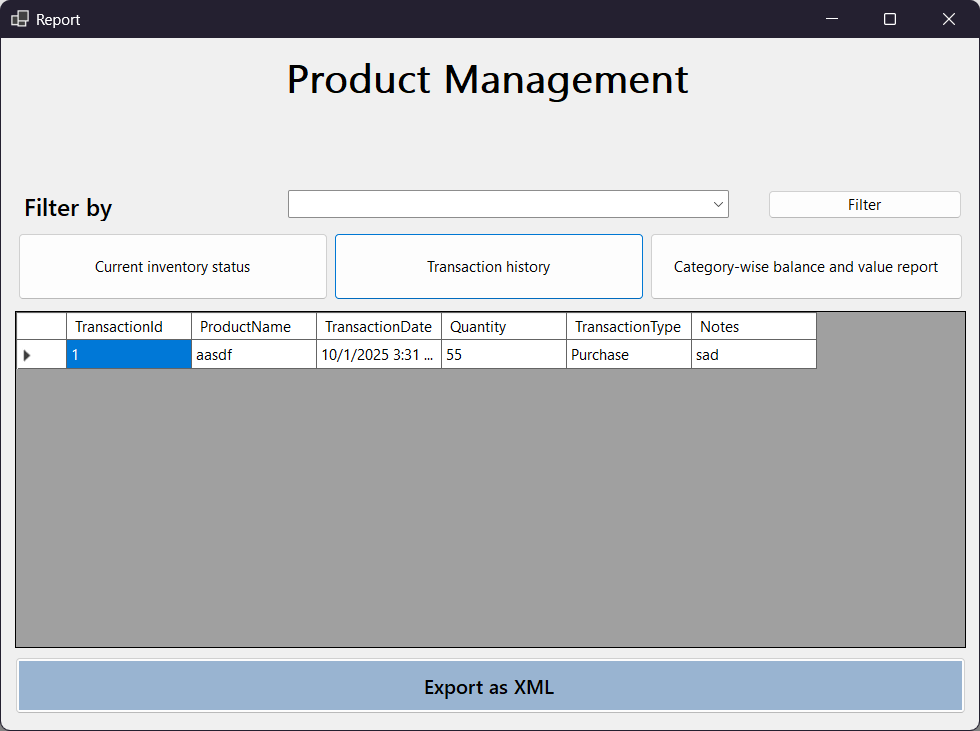 Report
Product Management
Filter by
Filter
Current inventory status
Transaction history
Category-wise balance and value report
TransactionId ProductName TransactionDate Quantity TransactionType Notes
1 aasdf 10/1/2025 3:31 ... 55 Purchase sad
Export as XML